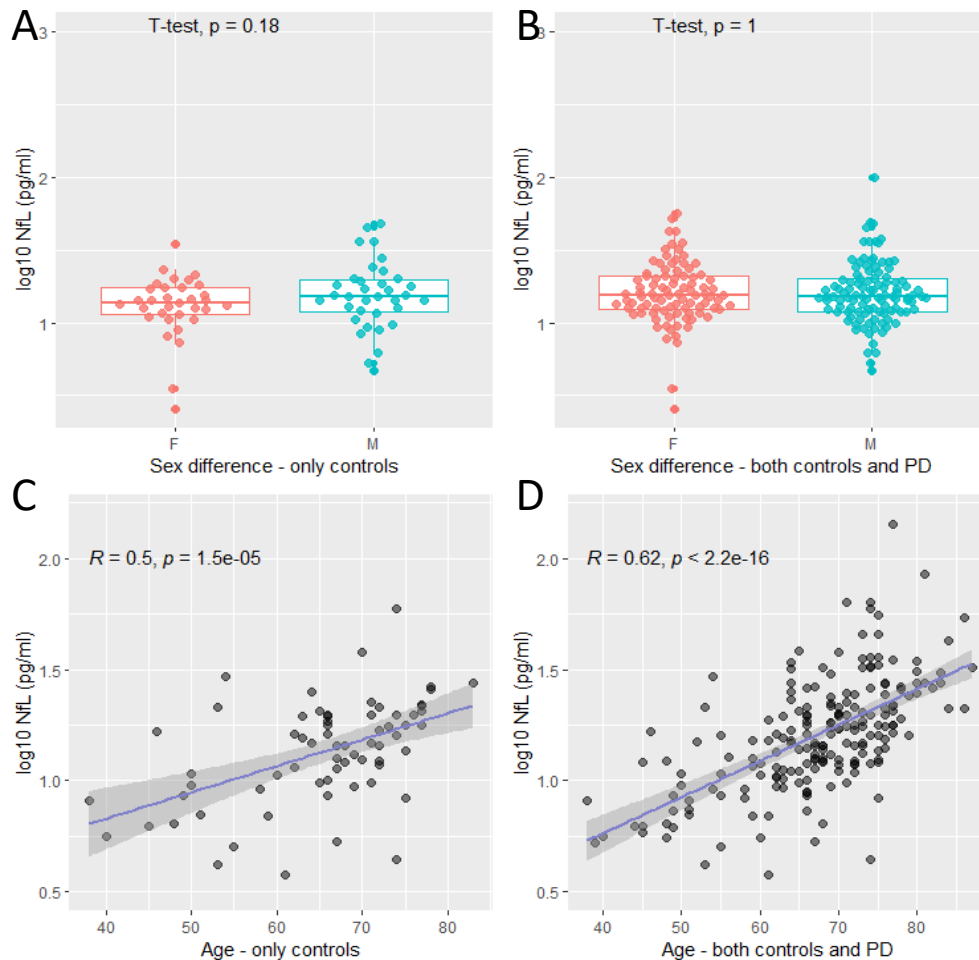 A
T-test, p = 0.18
3
2
1
log10 NfL (pg/ml)
F
M
Sex difference - only controls
B
T-test, p = 1
3
2
1
log10 NfL (pg/ml)
F
M
Sex difference - both controls and PD
C
R = 0.5, p = 1.5e-05
2.0
1.5
1.0
0.5
log10 NfL (pg/ml)
40 50 60 70 80
Age - only controls
D
R = 0.62, p < 2.2e-16
2.0
1.5
1.0
0.5
log10 NfL (pg/ml)
40 50 60 70 80
Age - both controls and PD